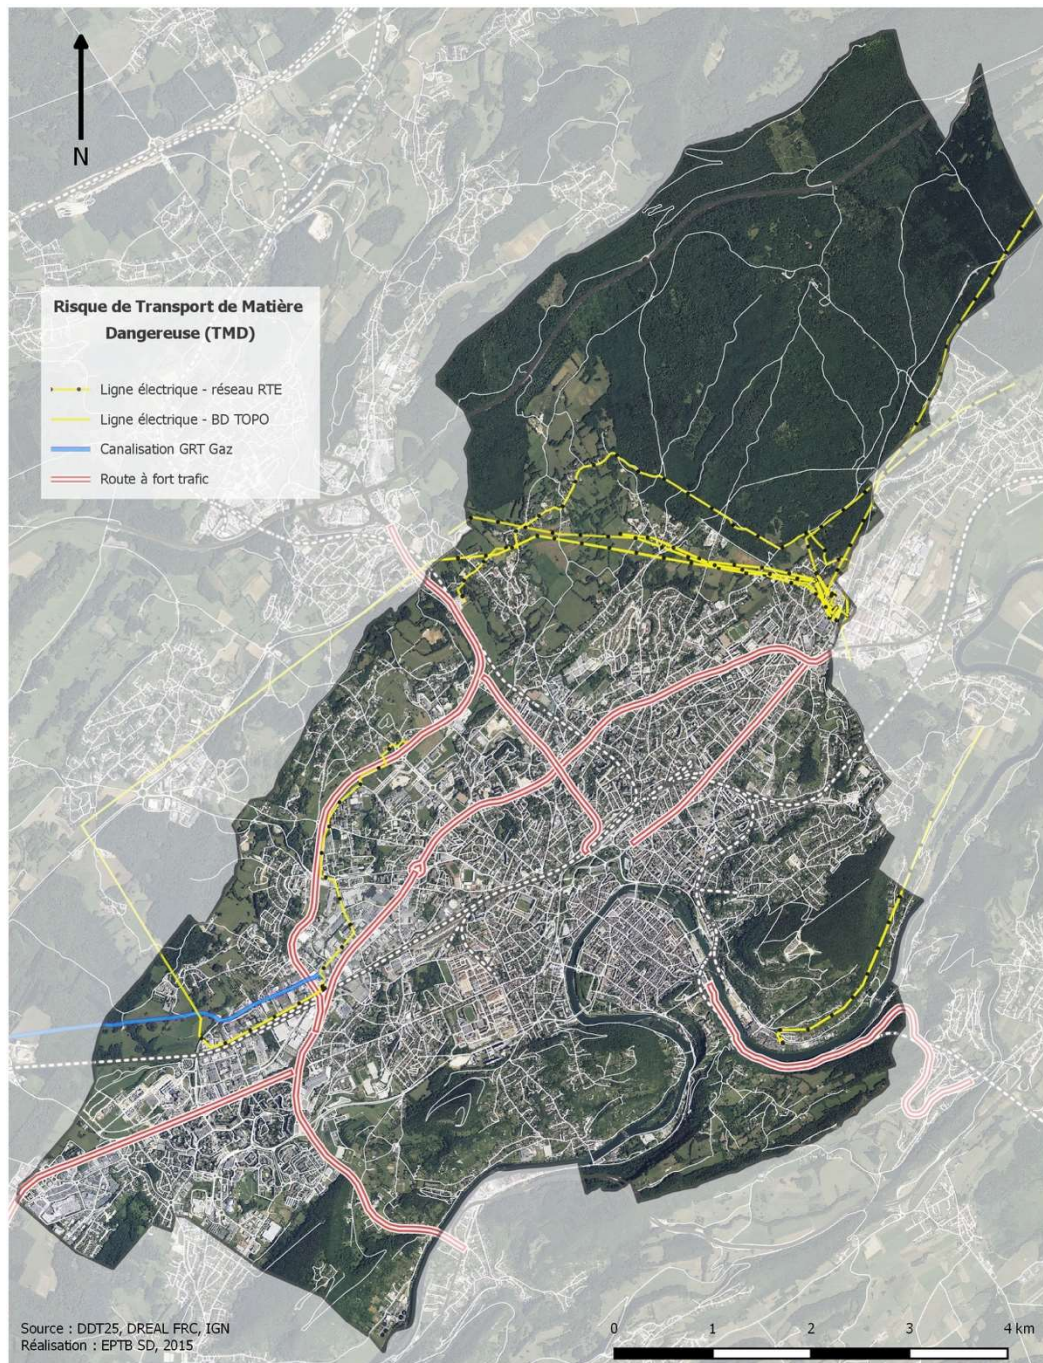 N
Risque de Transport de Matière
Dangereuse (TMD)
Ligne électrique - réseau RTE
Ligne électrique - BD TOPO
Canalisation GRT Gaz
Route à fort trafic
Source : DDT25, DREAL FRC, IGN
Réalisation : EPTB SD, 2015
0 1 2 3 4 km